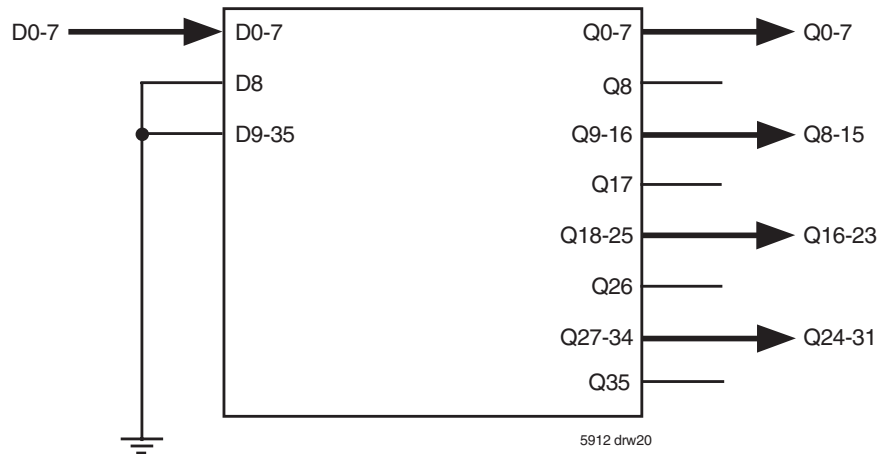 D0-7 D0-7 Q0-7 Q0-7
D8 Q8
D9-35 Q9-16 Q8-15
Q17
Q18-25 Q16-23
Q26
Q27-34 Q24-31
Q35
5912 drw20